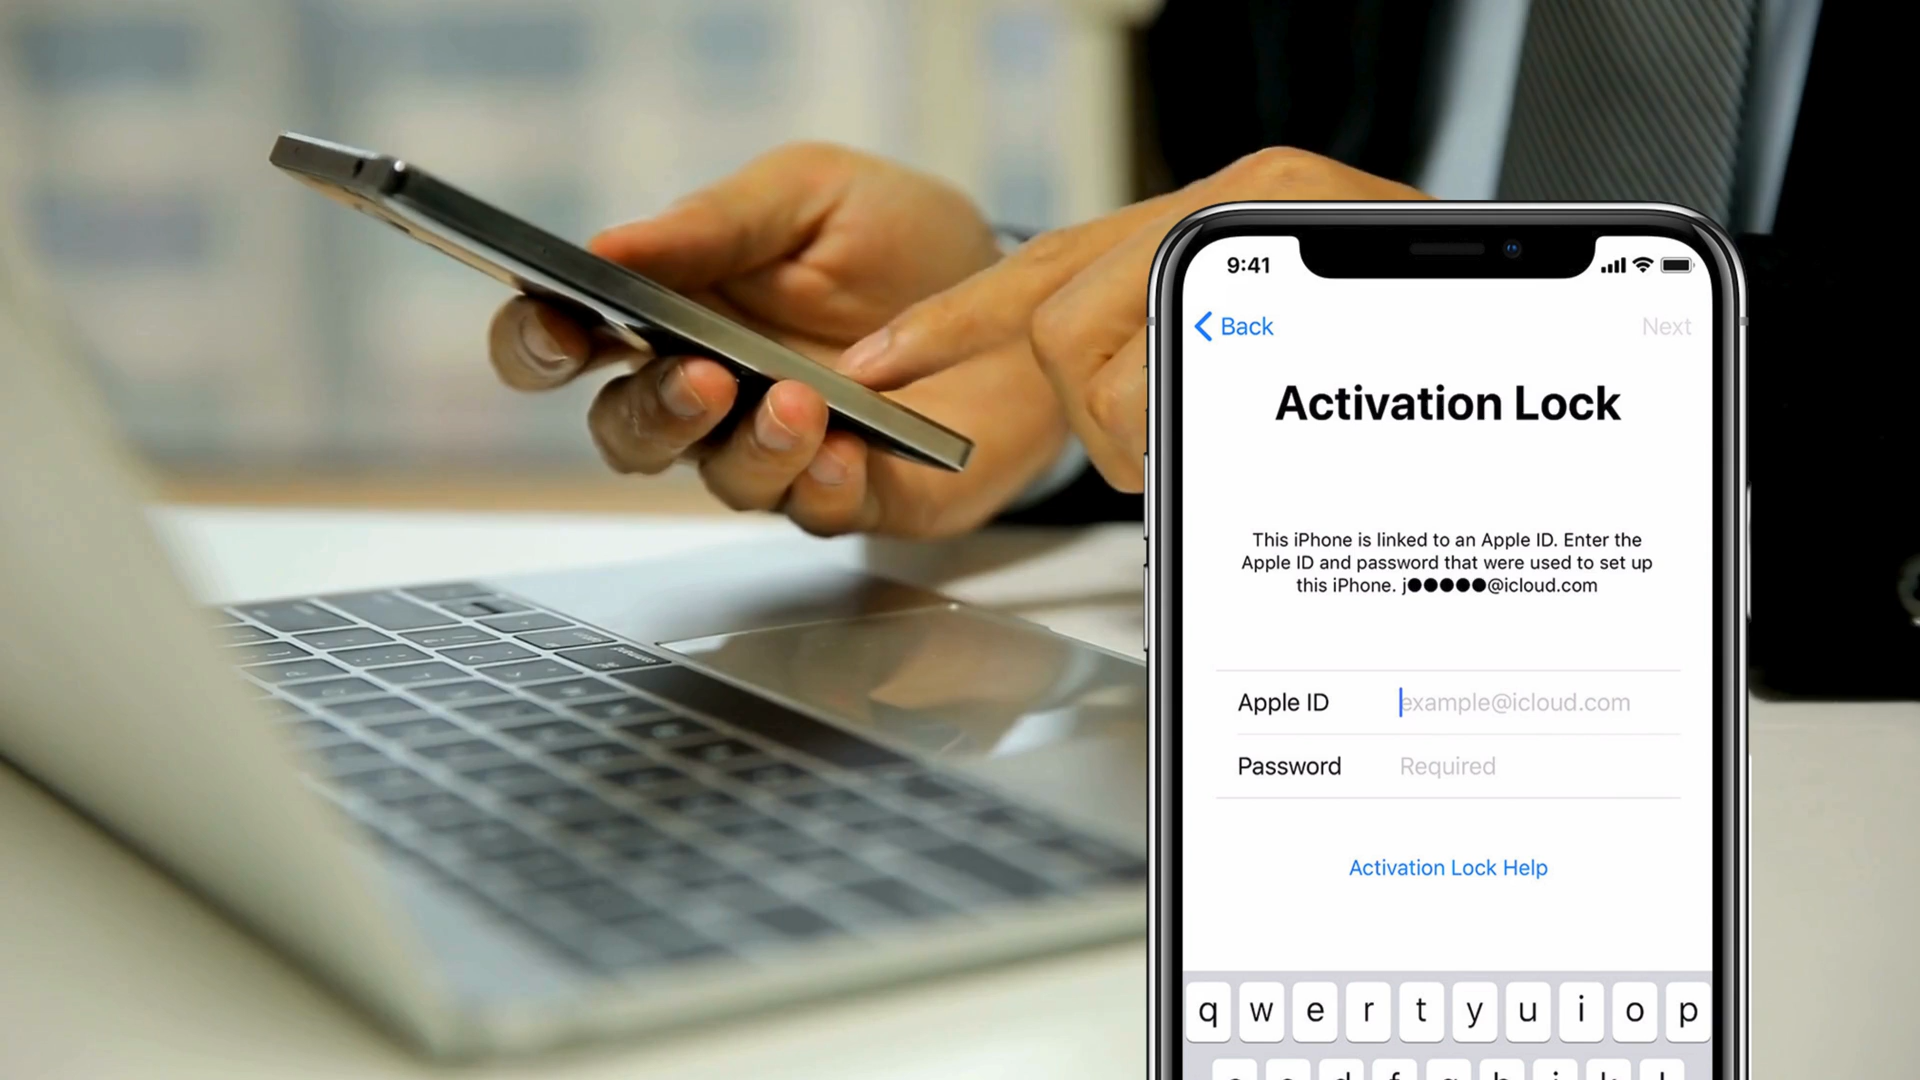 9:41
Back
Next
Activation Lock
This iPhone is linked to an Apple ID. Enter the
Apple ID and password that were used to set up
this iPhone. j●●●●●@icloud.com
Apple ID
example@icloud.com
Password
Required
Activation Lock Help
q w e r t y u i o p